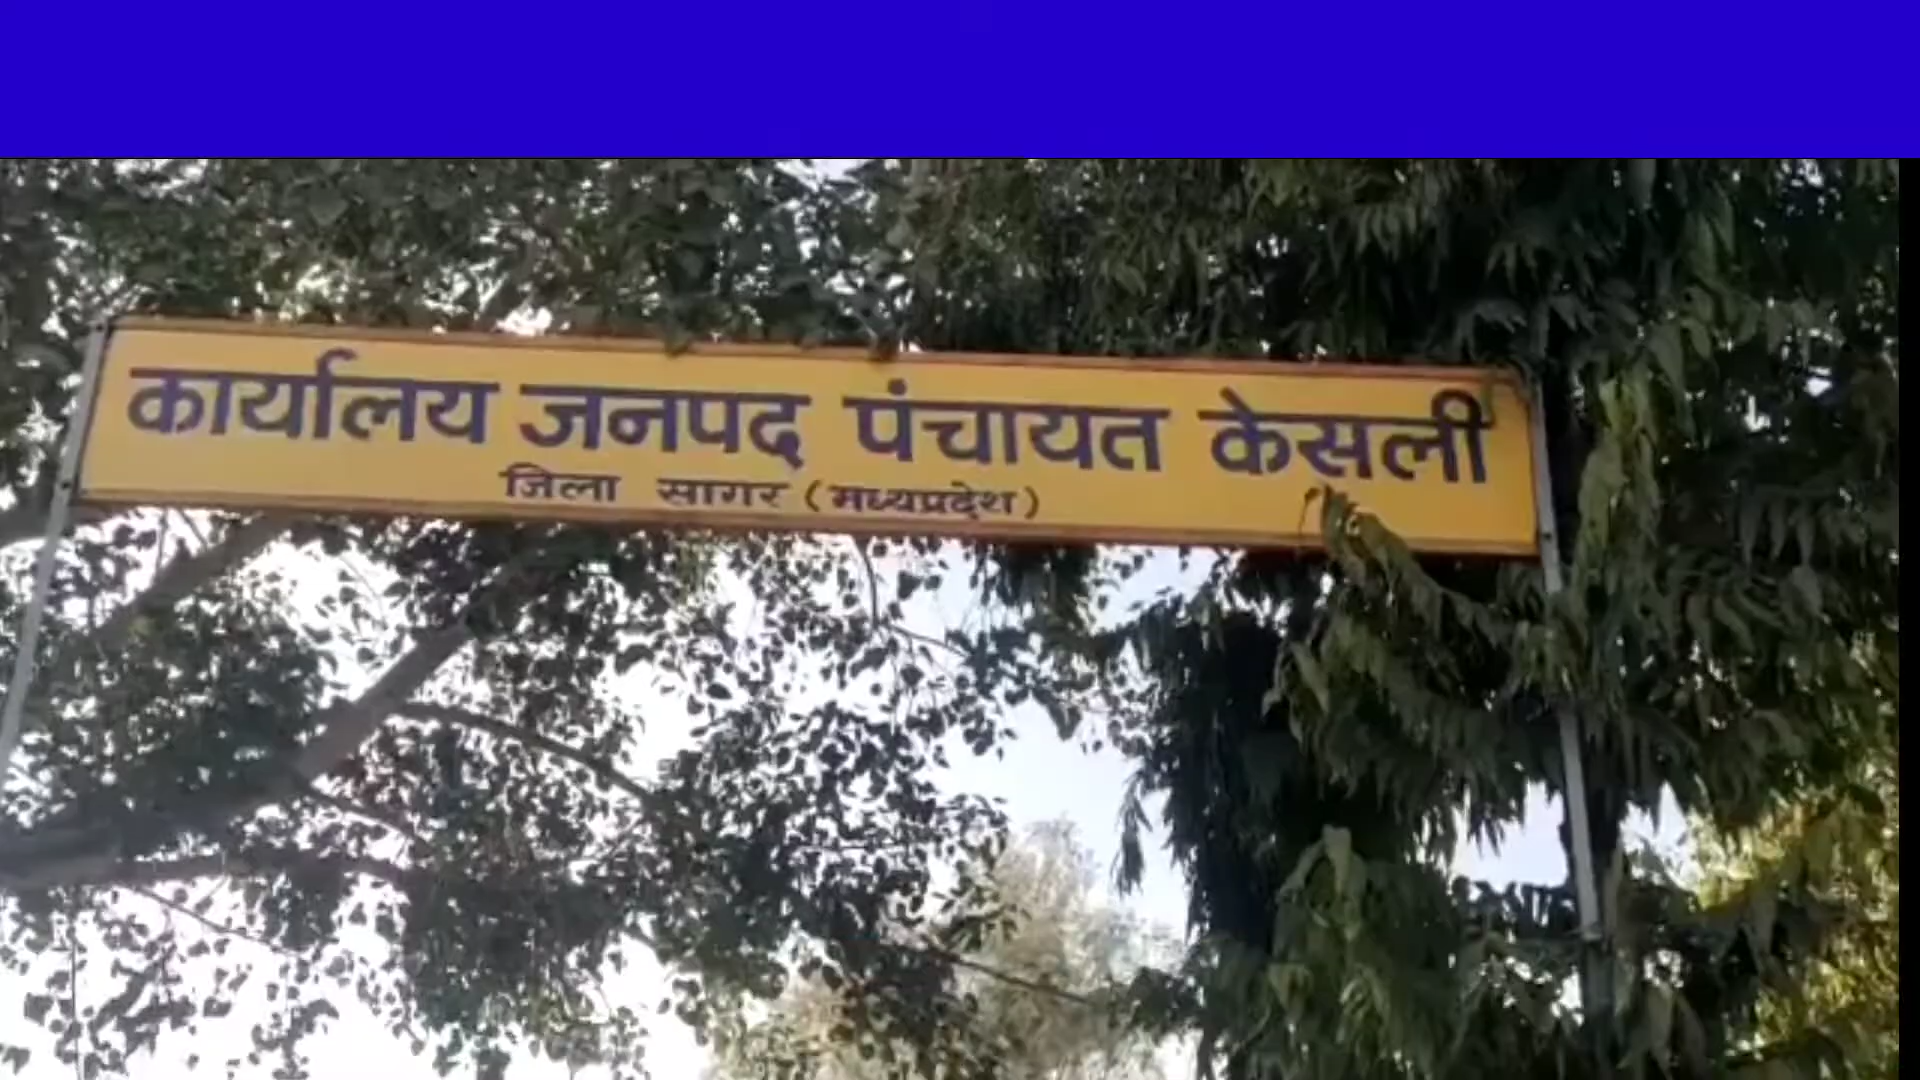 कार्यालय जनपद पंचायत केसली
जिला सागर (मध्यप्रदेश)